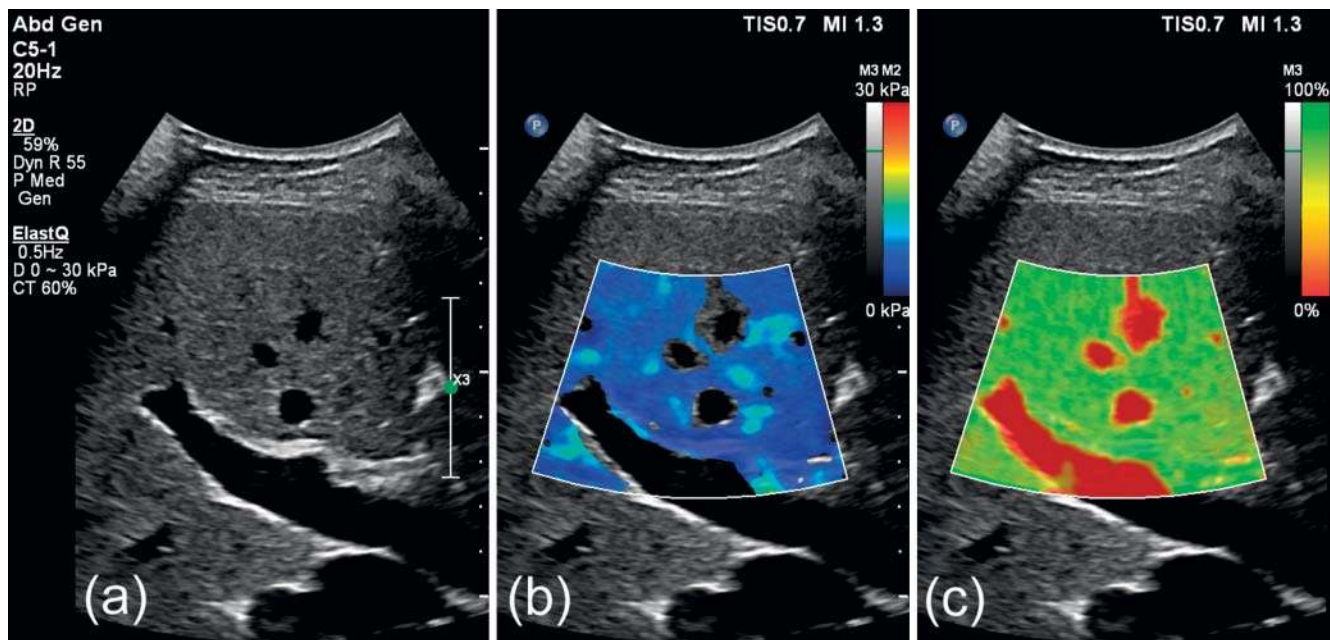 Abd Gen
C5-1
20Hz
RP
2D
59%
Dyn R 55
P Med
Gen
ElastQ
0.5Hz
D 0 ~ 30 kPa
CT 60%
X3
(a)
TIS0.7 MI 1.3
M3 M2
30 kPa
P
0 kPa
(b)
TIS0.7 MI 1.3
M3
100%
P
0%
(c)